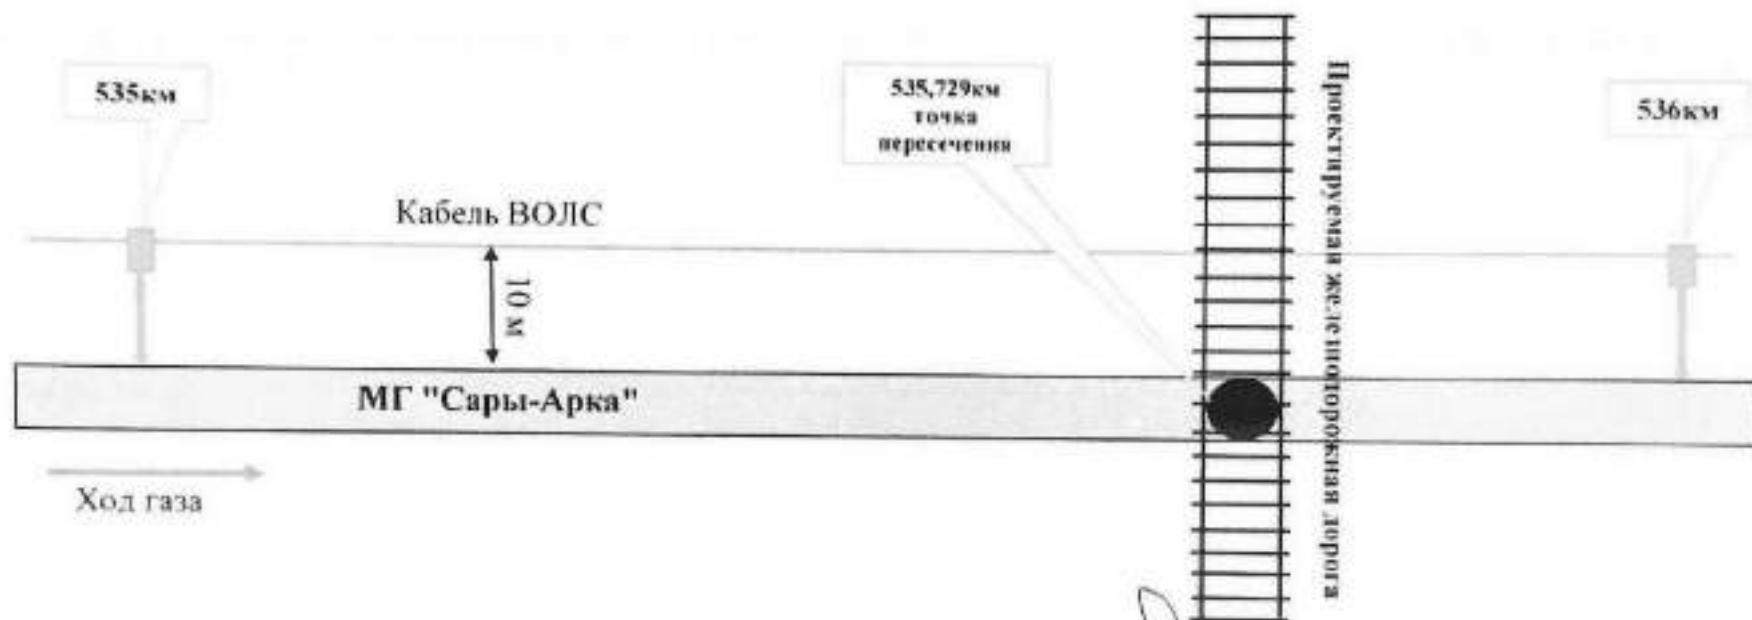 535км
535,729км
точка
пересечения
536км
Кабель ВОЛС
10 м
Проектируемая железнодорожная дорога
МГ "Сары-Арка"
Ход газа